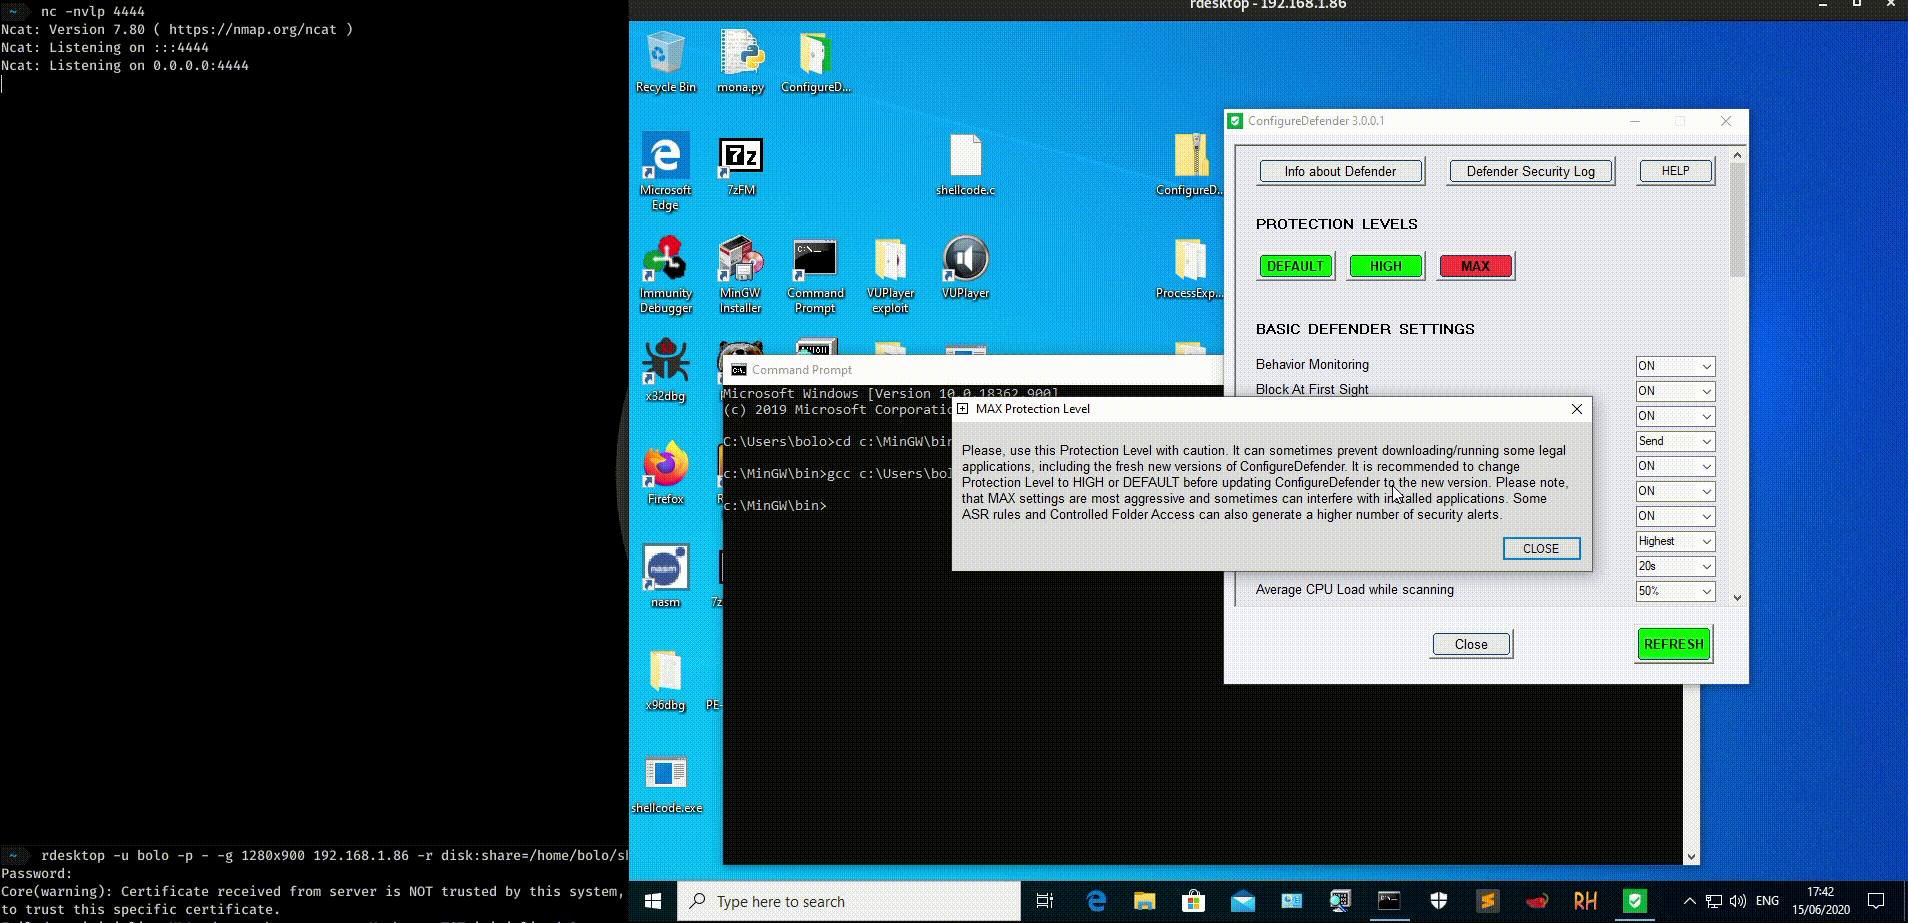 ~ nc -nvlp 4444
Ncat: Version 7.80 ( https://nmap.org/ncat )
Ncat: Listening on :::4444
Ncat: Listening on 0.0.0.0:4444
~ rdesktop -u bolo -p - -g 1280x900 192.168.1.86 -r disk:share=/home/bolo/s
Password:
Core(warning): Certificate received from server is NOT trusted by this system,
to trust this specific certificate.
rdesktop - 192.168.1.86
Recycle Bin
mona.py
ConfigureD...
Microsoft
Edge
7zFM
shellcode.c
ConfigureD...
Immunity
Debugger
MinGW
Installer
Command
Prompt
VUPlayer
exploit
VUPlayer
ProcessExp...
x32dbg
Firefox
nasm
7z
x96dbg
PE-
shellcode.exe
Command Prompt
Microsoft Windows [Version 10.0.18362.900]
(c) 2019 Microsoft Corporatio
C:\Users\bolo>cd c:\MinGW\bin
c:\MinGW\bin>gcc c:\Users\bol
c:\MinGW\bin>
ConfigureDefender 3.0.0.1
Info about Defender
Defender Security Log
HELP
PROTECTION LEVELS
DEFAULT
HIGH
MAX
BASIC DEFENDER SETTINGS
Behavior Monitoring
ON
Block At First Sight
ON
ON
Send
ON
ON
ON
Highest
20s
Average CPU Load while scanning
50%
Close
REFRESH
MAX Protection Level
Please, use this Protection Level with caution. It can sometimes prevent downloading/running some legal
applications, including the fresh new versions of ConfigureDefender. It is recommended to change
Protection Level to HIGH or DEFAULT before updating ConfigureDefender to the new version. Please note,
that MAX settings are most aggressive and sometimes can interfere with installed applications. Some
ASR rules and Controlled Folder Access can also generate a higher number of security alerts.
CLOSE
Type here to search
RH
ENG
17:42
15/06/2020